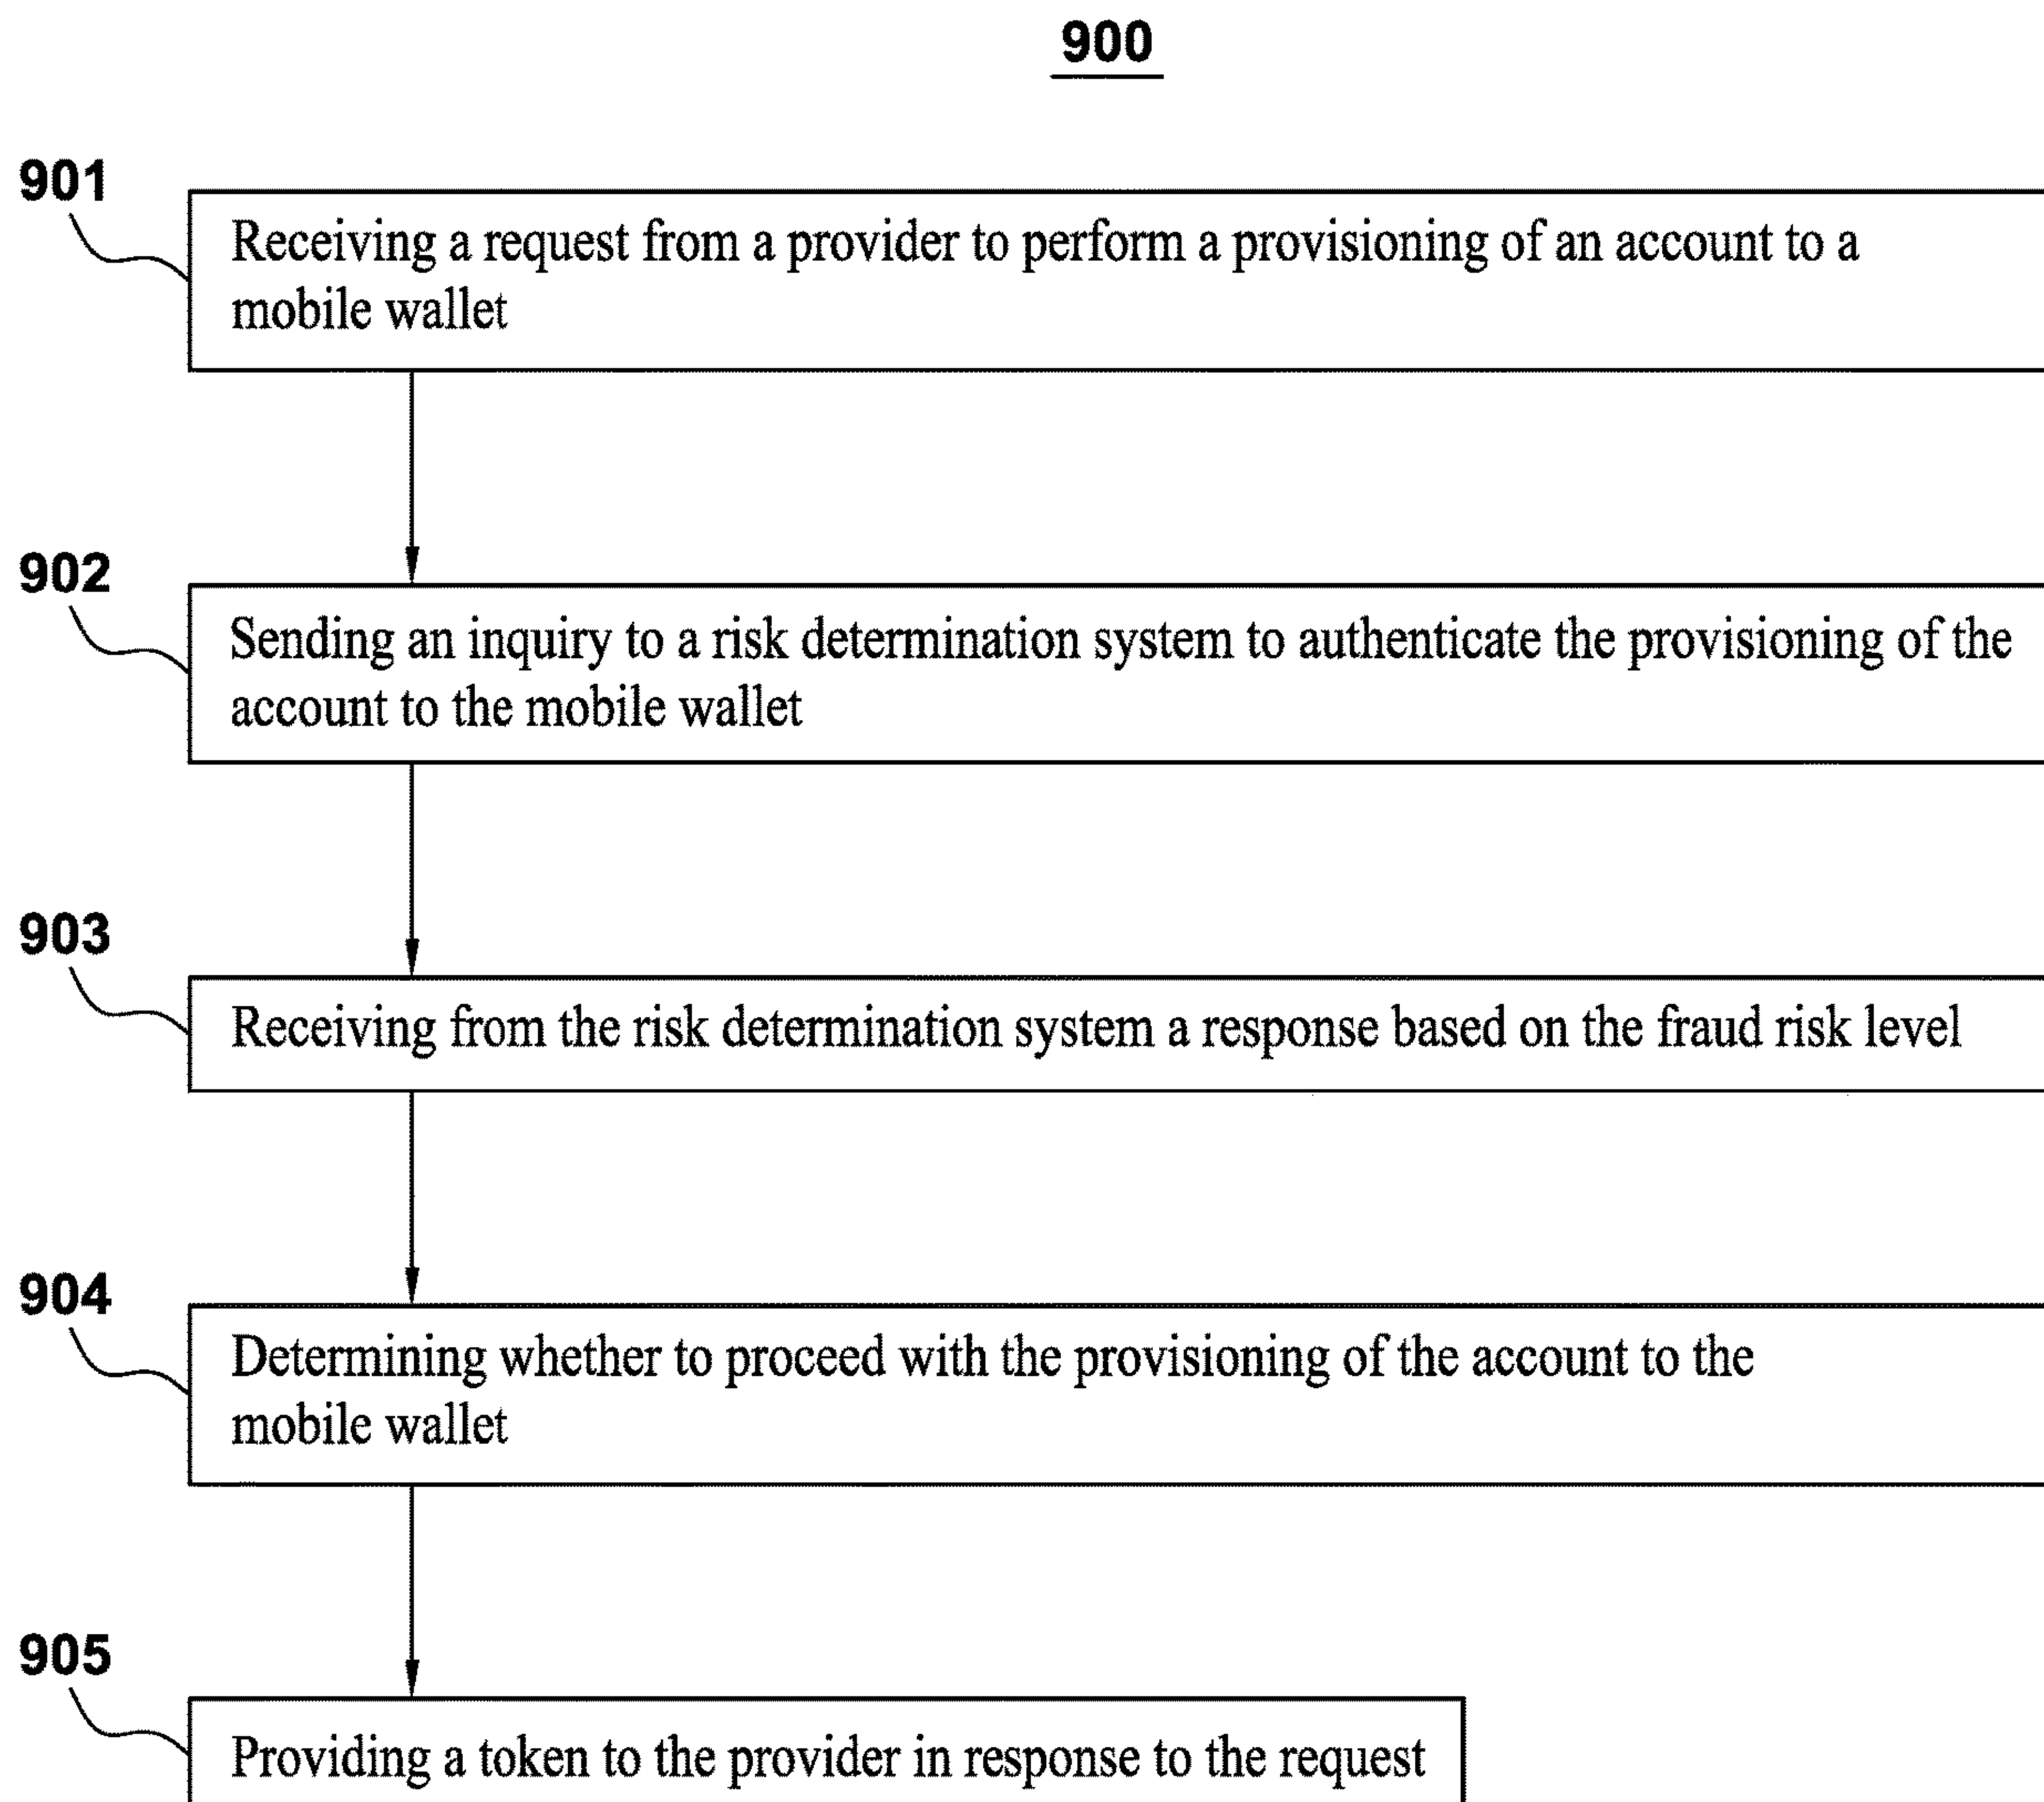 900
901
Receiving a request from a provider to perform a provisioning of an account to a
mobile wallet
902
Sending an inquiry to a risk determination system to authenticate the provisioning of the
account to the mobile wallet
903
Receiving from the risk determination system a response based on the fraud risk level
904
Determining whether to proceed with the provisioning of the account to the
mobile wallet
905
Providing a token to the provider in response to the request